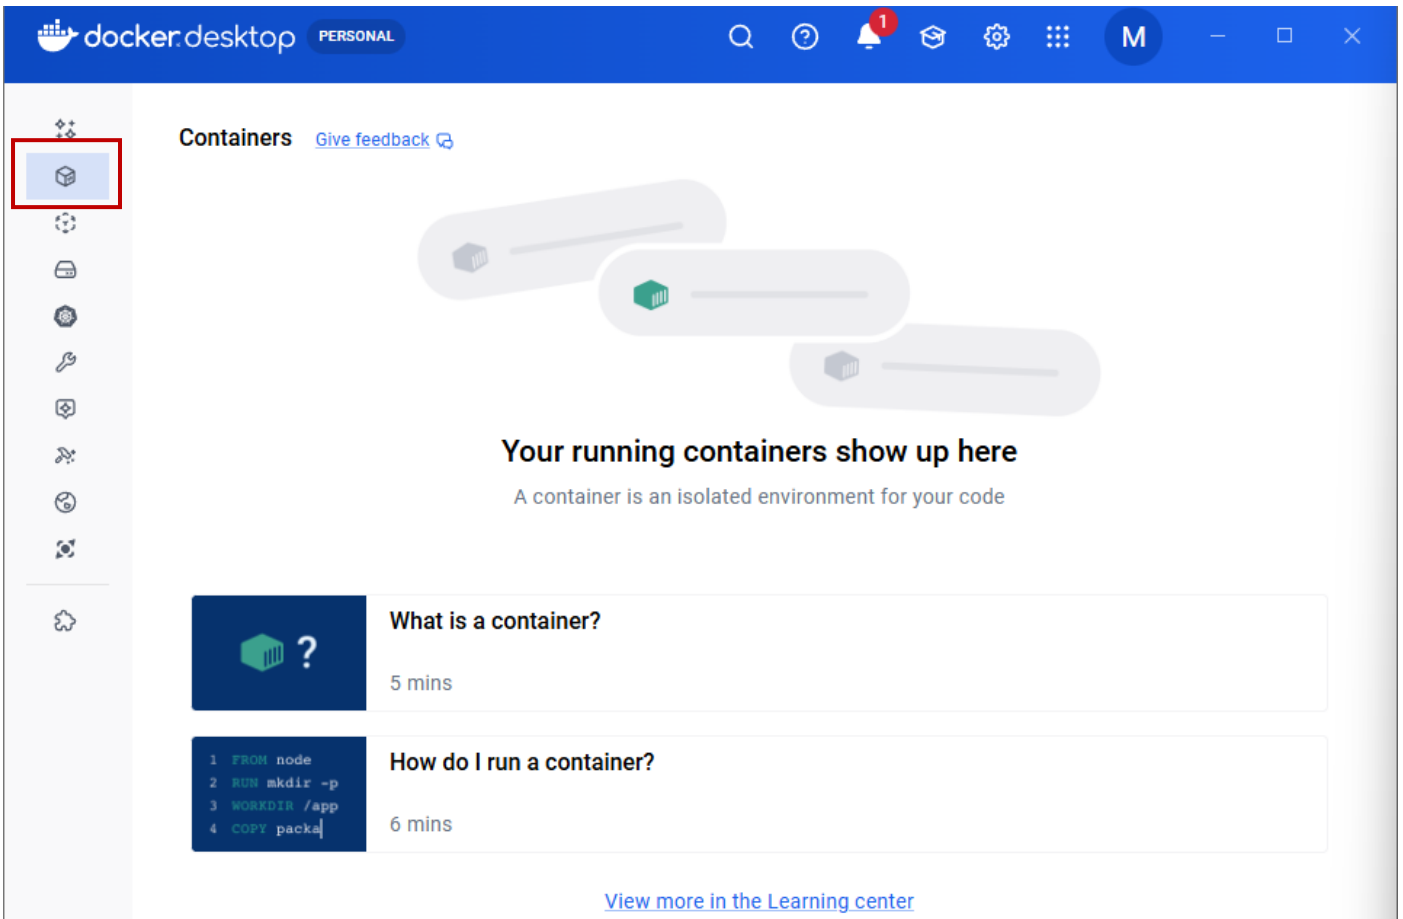 docker.desktop PERSONAL
1
M
Containers Give feedback
Your running containers show up here
A container is an isolated environment for your code
?
What is a container?
5 mins
1 FROM node
2 RUN mkdir -p
3 WORKDIR /app
4 COPY packa
How do I run a container?
6 mins
View more in the Learning center